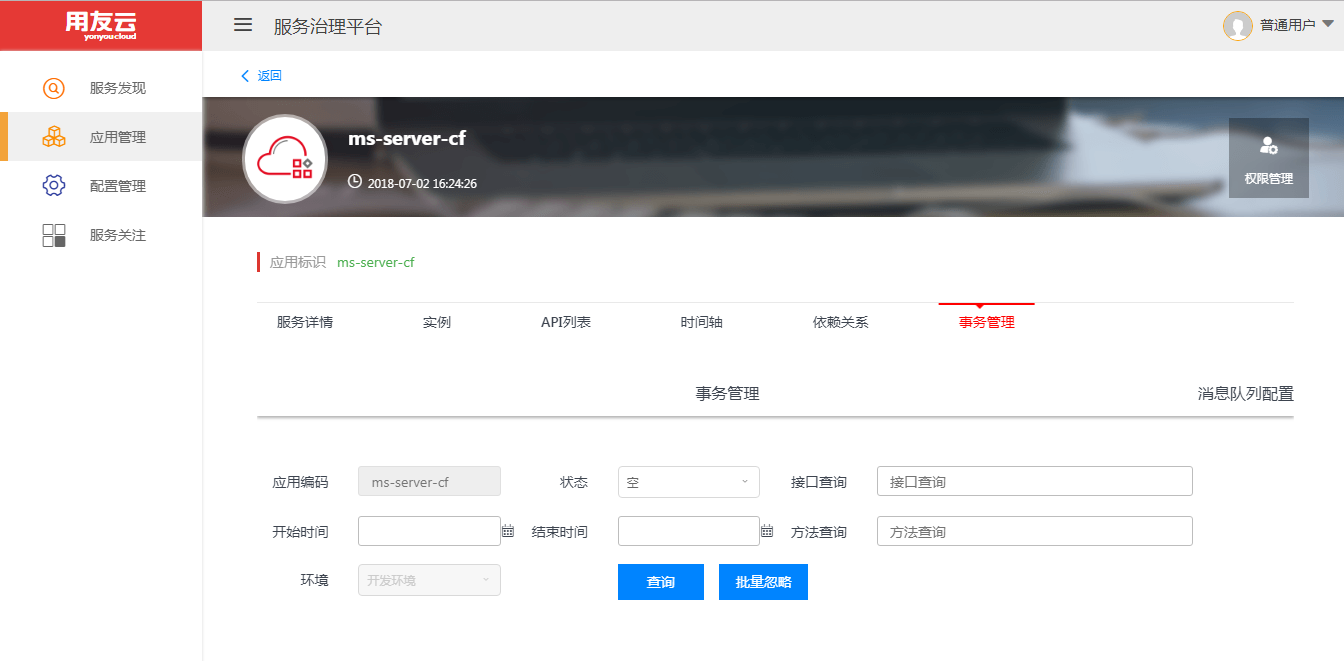 用友云
yonyoucloud
服务治理平台
普通用户
服务发现
应用管理
配置管理
服务关注
返回
ms-server-cf
2018-07-02 16:24:26
权限管理
应用标识 ms-server-cf
服务详情 实例 API列表 时间轴 依赖关系 事务管理
事务管理 消息队列配置
应用编码 ms-server-cf 状态 空 接口查询 接口查询
开始时间 结束时间 方法查询 方法查询
环境 开发环境 查询 批量忽略